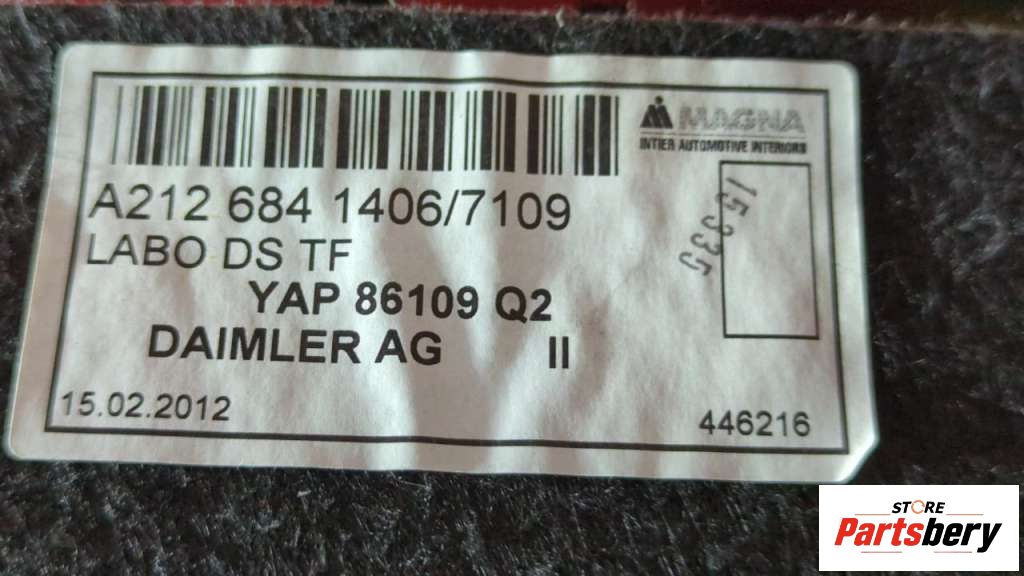 MAGNA
INTIER AUTOMOTIVE INTERIORS
A212 684 1406/7109
LABO DS TF
YAP 86109 Q2
DAIMLER AG II
15335
15.02.2012
446216
STORE
Partsbery